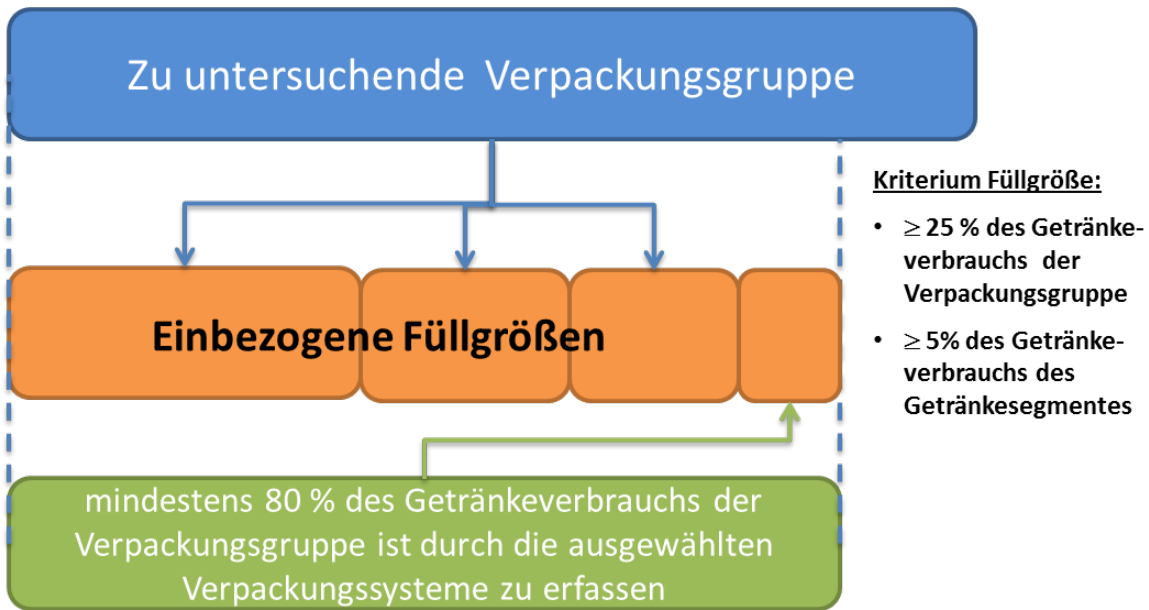 Zu untersuchende Verpackungsgruppe
Kriterium Füllgröße:
• ≥ 25 % des Getränke-
verbrauchs der
Verpackungsgruppe
• ≥ 5% des Getränke-
verbrauchs des
Getränkesegmentes
Einbezogene Füllgrößen
mindestens 80 % des Getränkeverbrauchs der
Verpackungsgruppe ist durch die ausgewählten
Verpackungssysteme zu erfassen